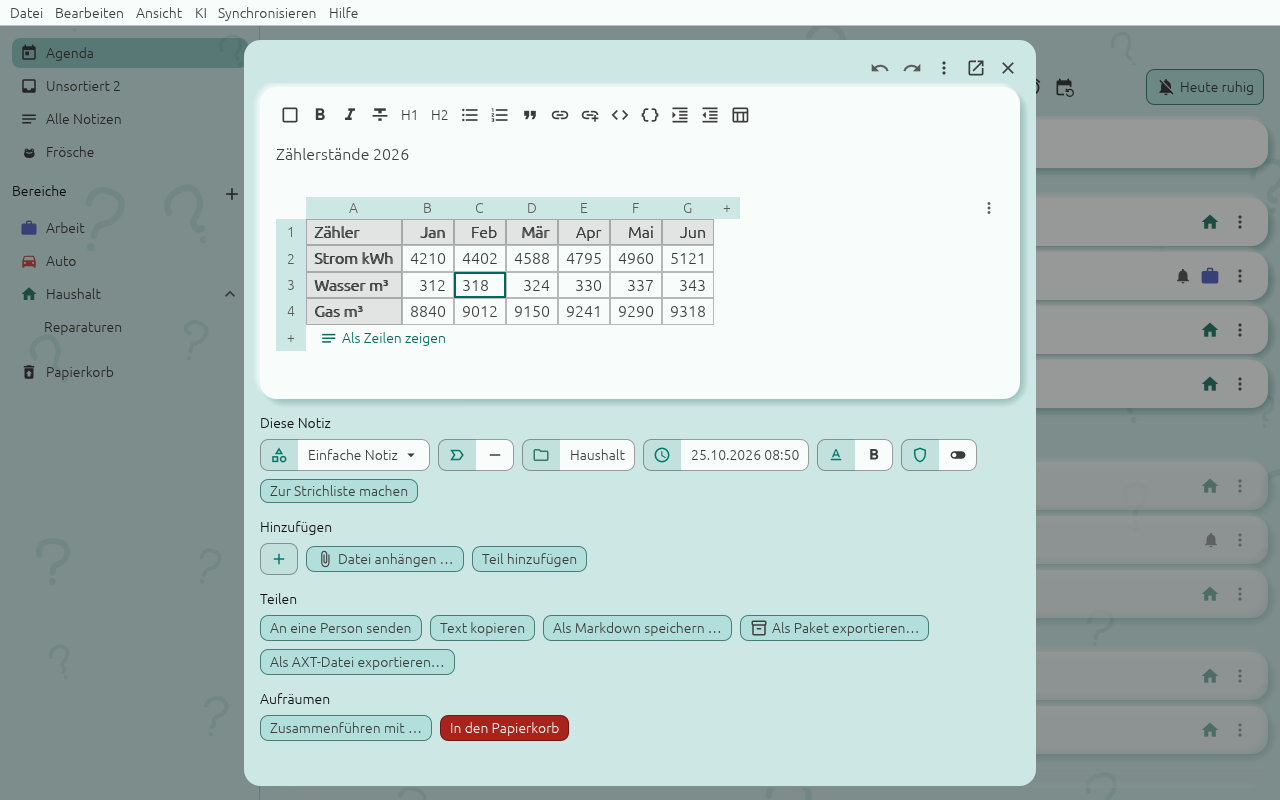 Datei Bearbeiten Ansicht KI Synchronisieren Hilfe
Agenda
Unsortiert 2
Alle Notizen
Frösche
Bereiche
Arbeit
Auto
Haushalt
Reparaturen
Papierkorb
Heute ruhig
B I H1 H2
Zählerstände 2026
A B C D E F G +
1 Zähler Jan Feb Mär Apr Mai Jun
2 Strom kWh 4210 4402 4588 4795 4960 5121
3 Wasser m³ 312 318 324 330 337 343
4 Gas m³ 8840 9012 9150 9241 9290 9318
+ Als Zeilen zeigen
Diese Notiz
Einfache Notiz Haushalt 25.10.2026 08:50 A B
Zur Strichliste machen
Hinzufügen
Datei anhängen … Teil hinzufügen
Teilen
An eine Person senden Text kopieren Als Markdown speichern … Als Paket exportieren…
Als AXT-Datei exportieren…
Aufräumen
Zusammenführen mit … In den Papierkorb